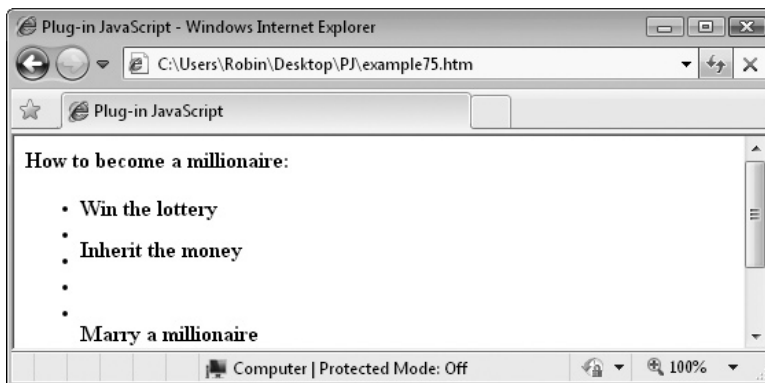 Plug-in JavaScript - Windows Internet Explorer
C:\Users\Robin\Desktop\PJ\example75.htm
Plug-in JavaScript
How to become a millionaire:
• Win the lottery
•
• Inherit the money
•
•
Marry a millionaire
Computer | Protected Mode: Off
100%